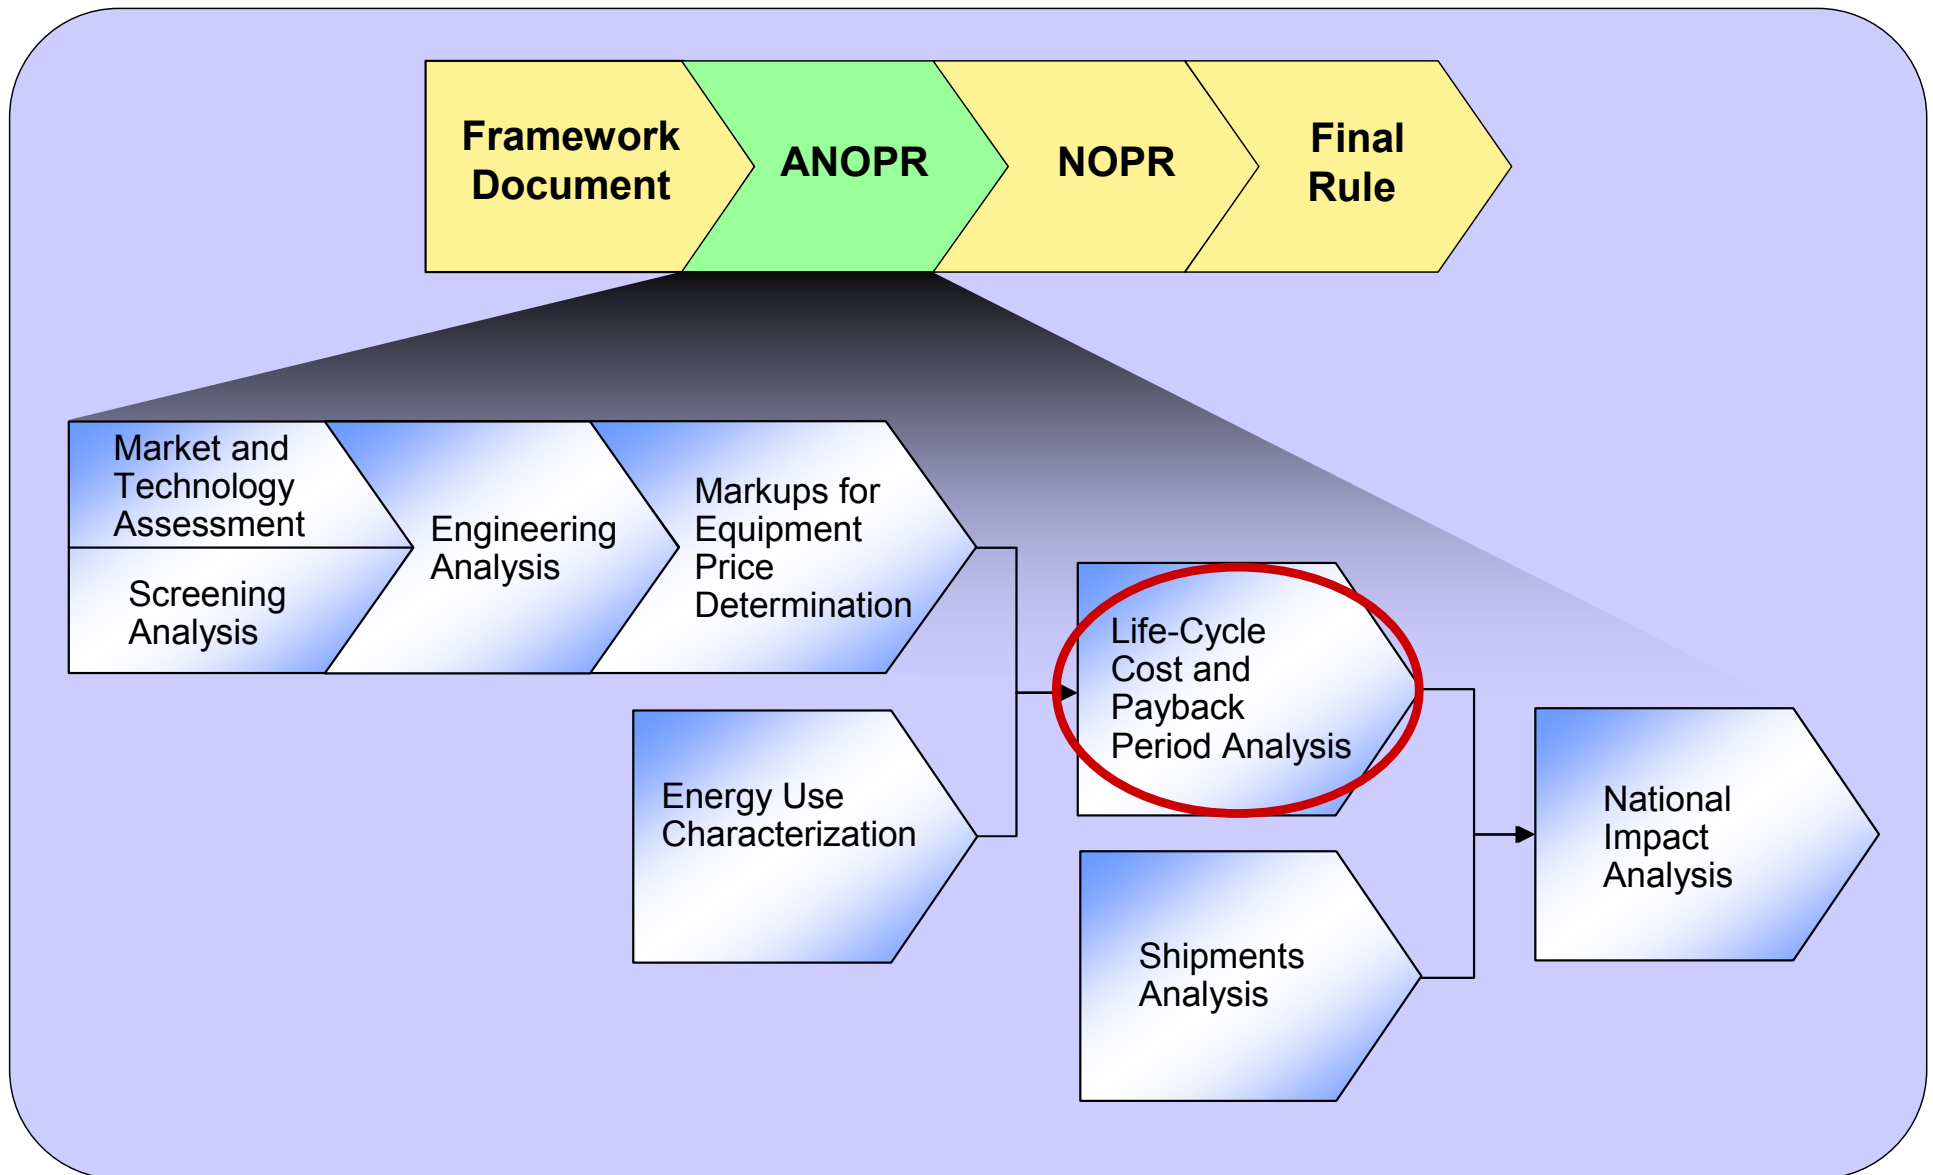 Framework
Document
ANOPR
NOPR
Final
Rule
Market and
Technology
Assessment
Screening
Analysis
Engineering
Analysis
Markups for
Equipment
Price
Determination
Energy Use
Characterization
Life-Cycle
Cost and
Payback
Period Analysis
Shipments
Analysis
National
Impact
Analysis